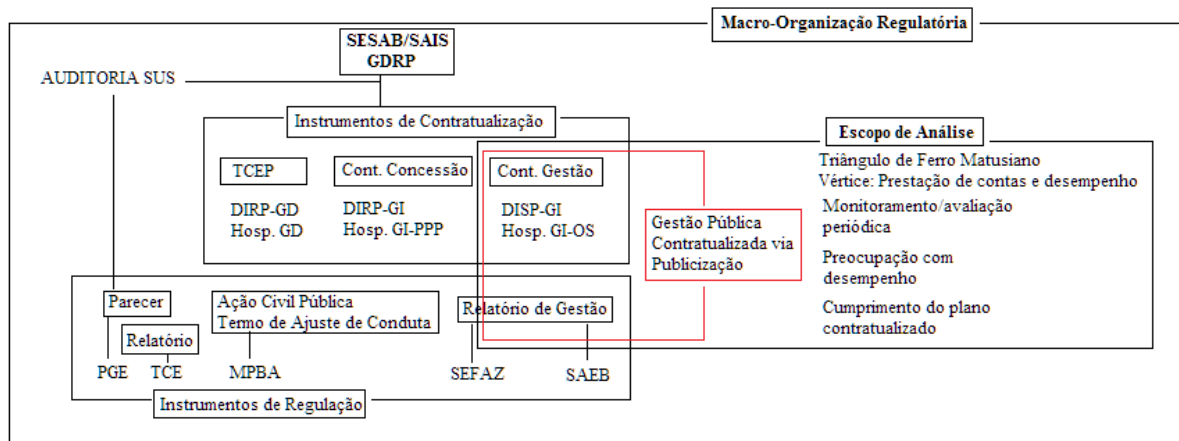 Macro-Organização Regulatória
SESAB/SAIS
GDRP
AUDITORIA SUS
Instrumentos de Contratualização
TCEP
Cont. Concessão
Cont. Gestão
DIRP-GD
Hosp. GD
DIRP-GI
Hosp. GI-PPP
DISP-GI
Hosp. GI-OS
Gestão Pública
Contratualizada via
Publicização
Escopo de Análise
Triângulo de Ferro Matusiano
Vértice: Prestação de contas e desempenho
Monitoramento/avaliação
periódica
Preocupação com
desempenho
Cumprimento do plano
contratualizado
Parecer
Relatório
Ação Civil Pública
Termo de Ajuste de Conduta
Relatório de Gestão
PGE
TCE
MPBA
SEFAZ
SAEB
Instrumentos de Regulação